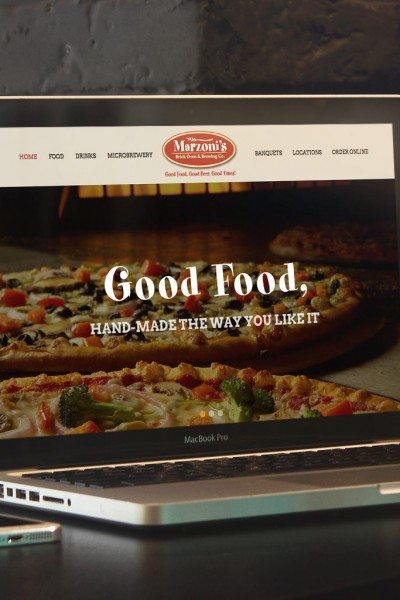 HOME FOOD DRINKS MICROBREWERY
Marzoni's
Brick Oven & Brewing Co.
Good Food. Good Beer. Good Times!
BANQUETS LOCATIONS ORDER ONLINE
Good Food,
HAND-MADE THE WAY YOU LIKE IT
MacBook Pro